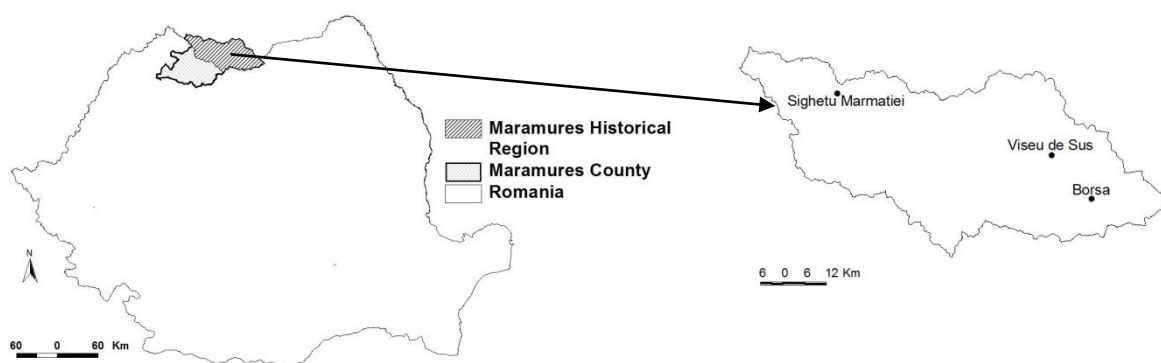 Maramures Historical
Region
Maramures County
Romania
N
60 0 60 Km
Sighetu Marmatiei
Viseu de Sus
Borsa
6 0 6 12 Km